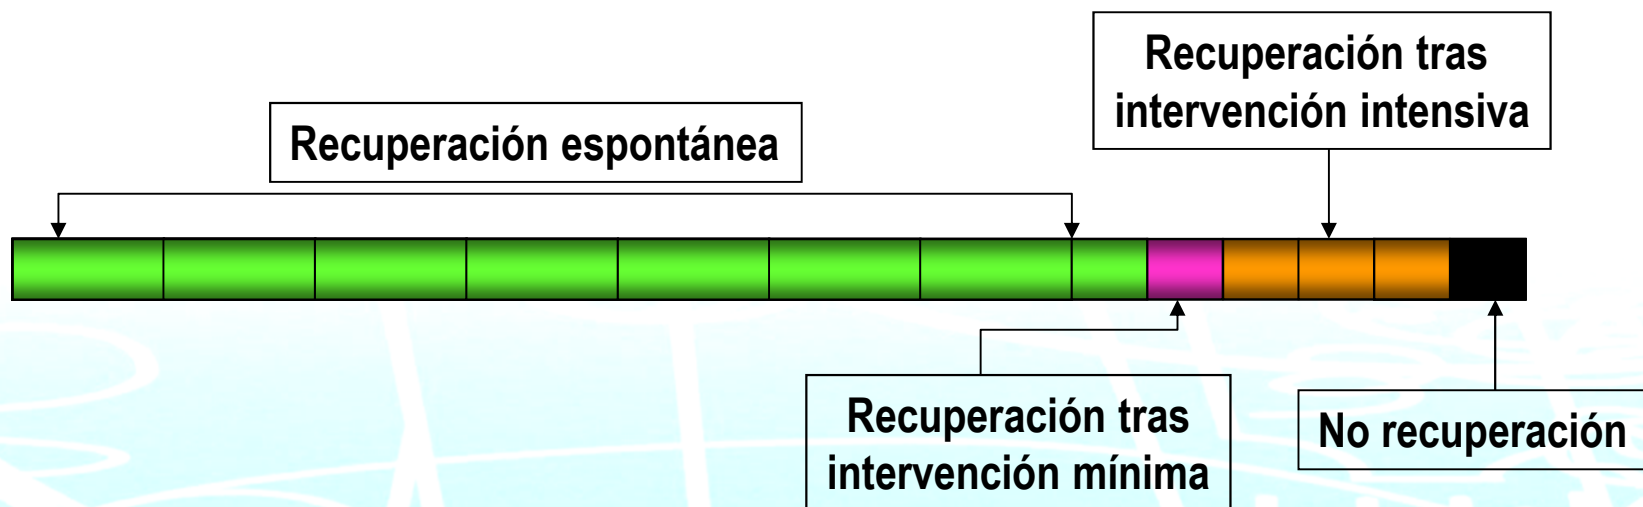 Recuperación tras
intervención intensiva
Recuperación espontánea
Recuperación tras
intervención mínima
No recuperación